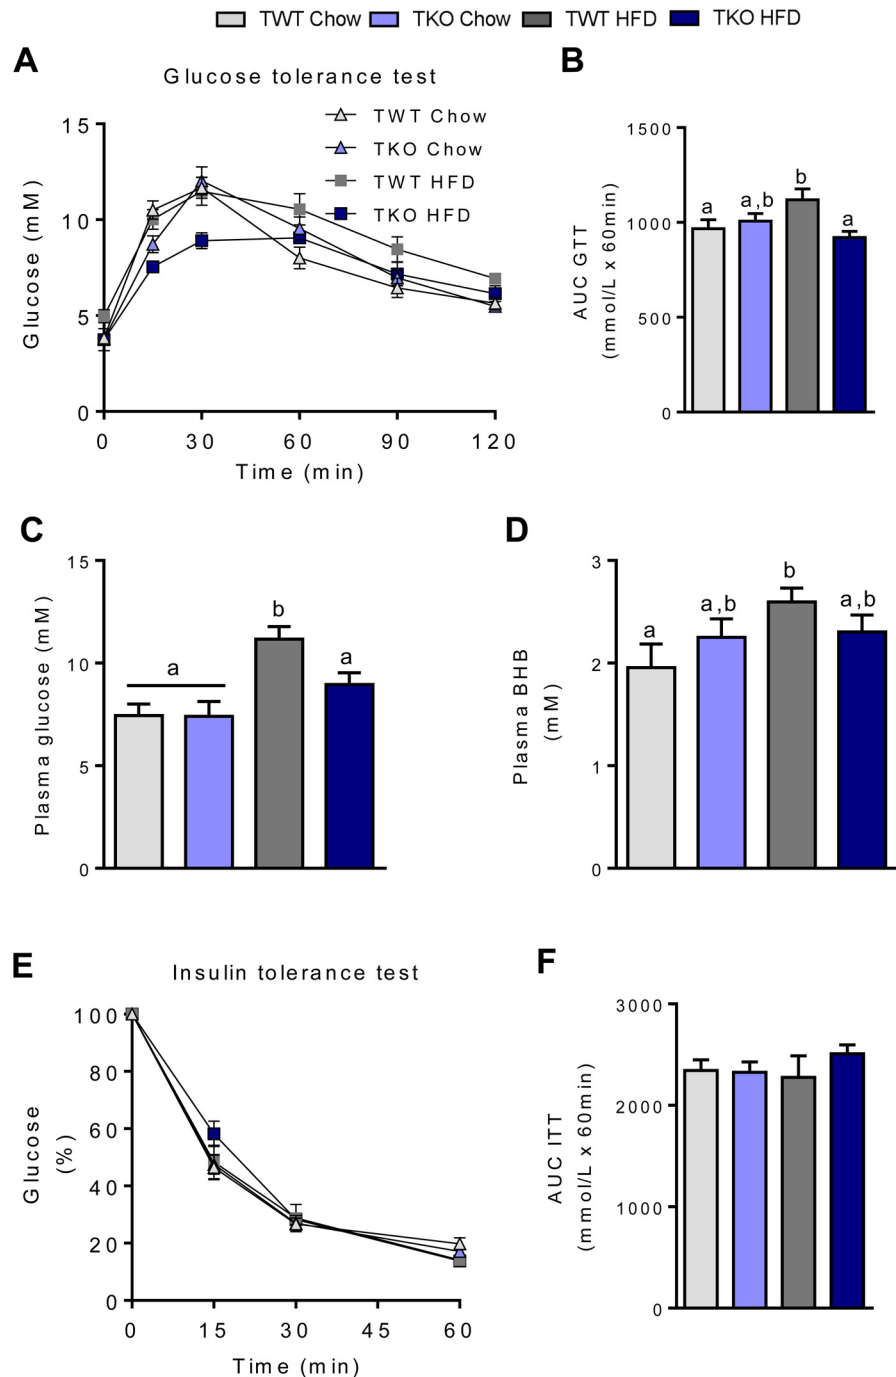 TWT Chow TKO Chow TWT HFD TKO HFD
A
Glucose tolerance test
TWT Chow
TKO Chow
TWT HFD
TKO HFD
Glucose (mM)
15
10
5
0
0 30 60 90 120
Time (min)
B
AUC GTT
(mmol/L x 60min)
1500
1000
500
0
a a,b b a
C
Plasma glucose (mM)
15
10
5
0
a b a
D
Plasma BHB
(mM)
3
2
1
0
a a,b b a,b
E
Insulin tolerance test
Glucose
(%)
100
80
60
40
20
0
0 15 30 45 60
Time (min)
F
AUC ITT
(mmol/L x 60min)
3000
2000
1000
0